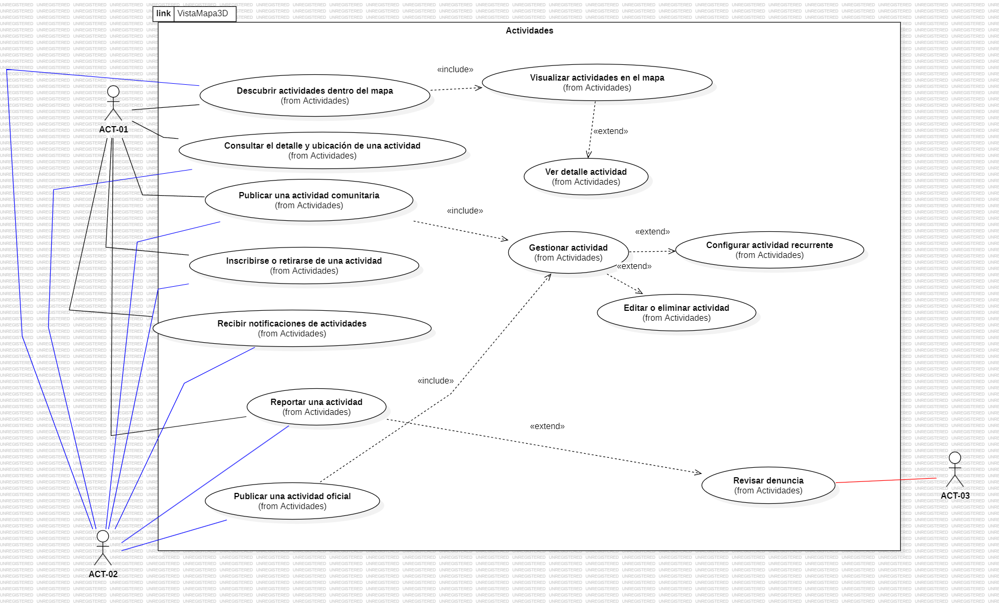 link VistaMapa3D
Actividades
«include»
Descubrir actividades dentro del mapa
(from Actividades)
Visualizar actividades en el mapa
(from Actividades)
ACT-01
«extend»
Consultar el detalle y ubicación de una actividad
(from Actividades)
Ver detalle actividad
(from Actividades)
Publicar una actividad comunitaria
(from Actividades)
«include»
Gestionar actividad
(from Actividades)
«extend»
Configurar actividad recurrente
(from Actividades)
«extend»
Inscribirse o retirarse de una actividad
(from Actividades)
Editar o eliminar actividad
(from Actividades)
Recibir notificaciones de actividades
(from Actividades)
«include»
Reportar una actividad
(from Actividades)
«extend»
Revisar denuncia
(from Actividades)
ACT-03
Publicar una actividad oficial
(from Actividades)
ACT-02
UNREGISTERED